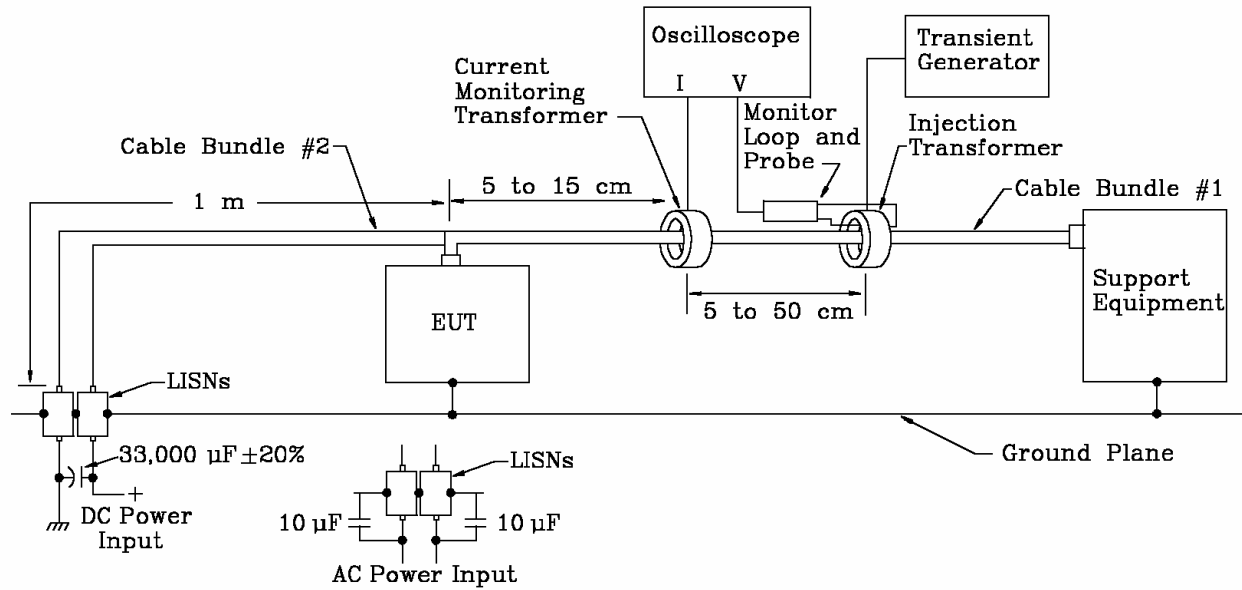 Oscilloscope
I V
Transient
Generator
Current
Monitoring
Transformer
Monitor
Loop and
Probe
Injection
Transformer
Cable Bundle #2
Cable Bundle #1
1 m
5 to 15 cm
5 to 50 cm
EUT
Support
Equipment
LISNs
Ground Plane
33,000 µF±20%
+
DC Power
Input
LISNs
10 µF
10 µF
AC Power Input